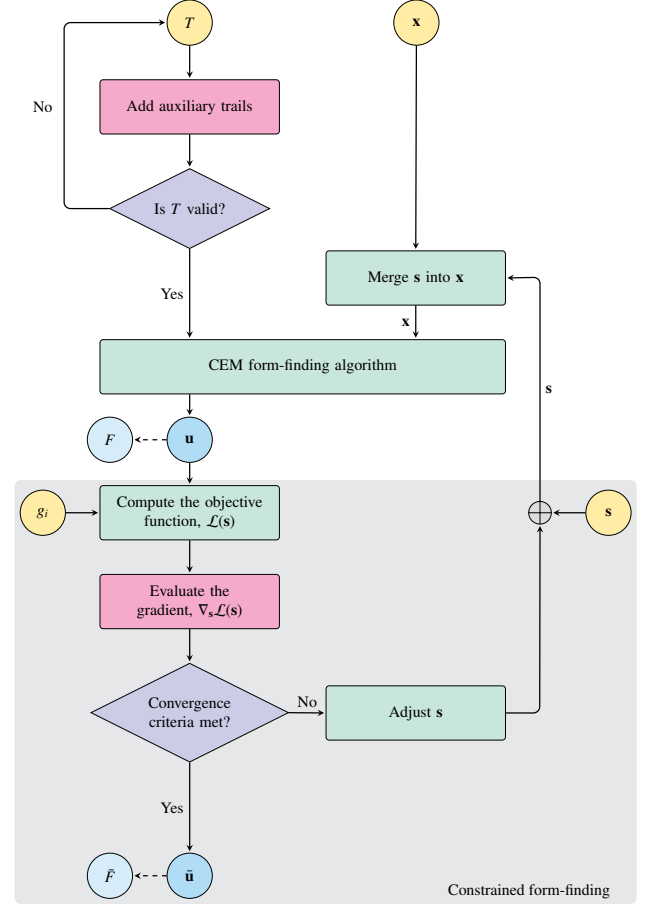 T
x
Add auxiliary trails
No
Is T valid?
Yes
Merge s into x
x
CEM form-finding algorithm
s
F
u
g_i
Compute the objective
function, ℒ(s)
s
Evaluate the
gradient, ∇_sℒ(s)
Convergence
criteria met?
No
Adjust s
Yes
F̄
ū
Constrained form-finding